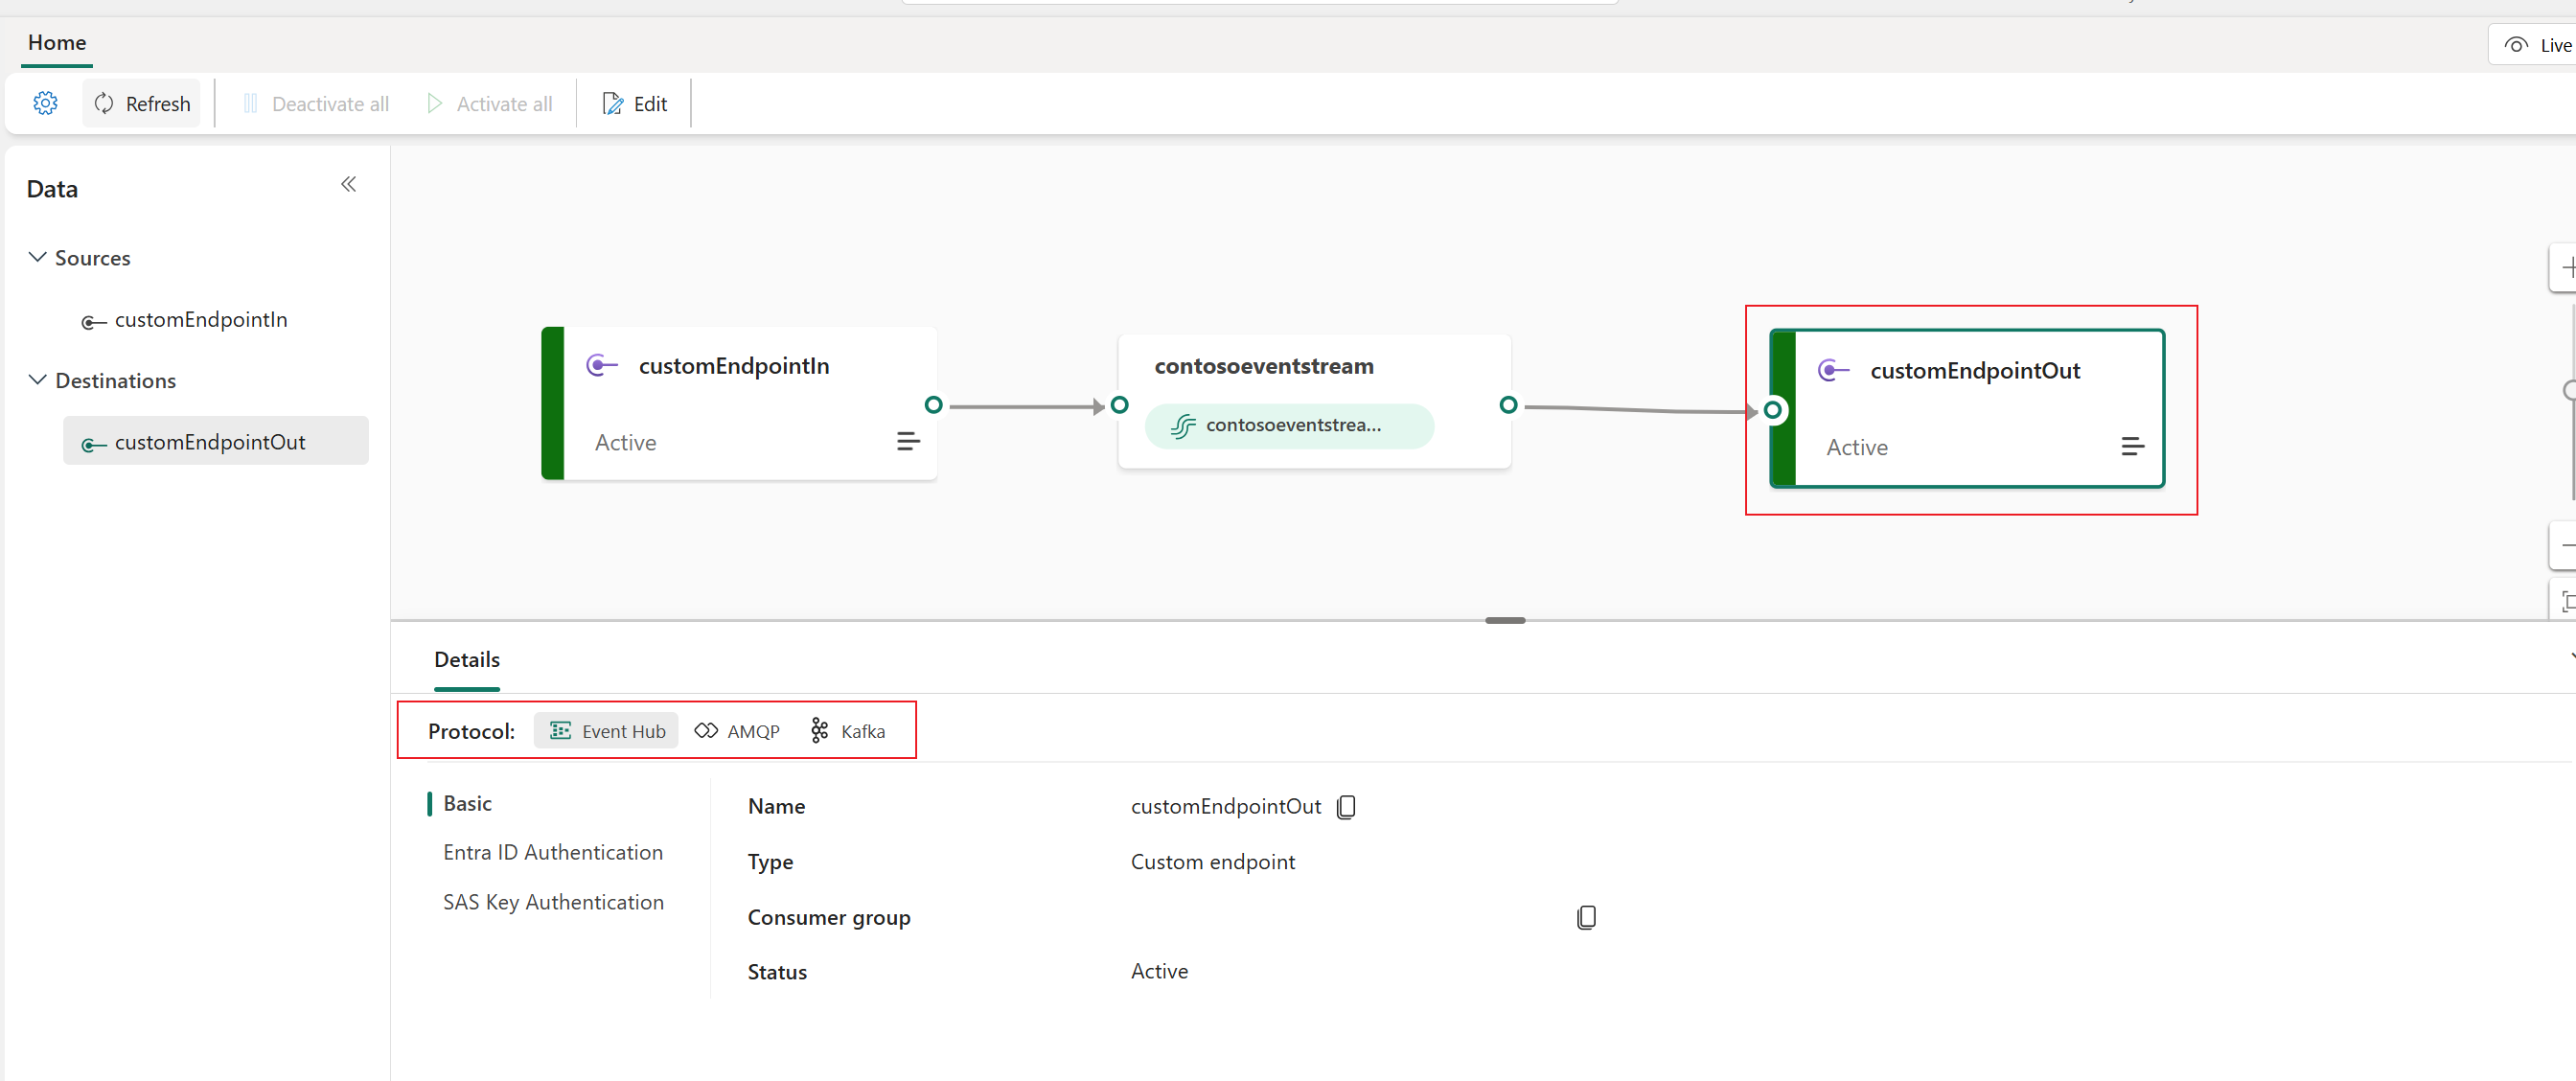 Home
Live
Refresh
Deactivate all
Activate all
Edit
Data
Sources
customEndpointIn
Destinations
customEndpointOut
customEndpointIn
Active
contosoeventstream
contosoeventstrea...
customEndpointOut
Active
Details
Protocol: Event Hub AMQP Kafka
Basic
Entra ID Authentication
SAS Key Authentication
Name customEndpointOut
Type Custom endpoint
Consumer group
Status Active